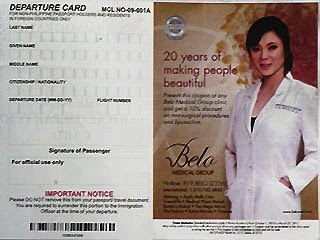 DEPARTURE CARD
MCL NO-09-001A
FOR NON-PHILIPPINE PASSPORT HOLDERS AND RESIDENTS
IN FOREIGN COUNTRIES ONLY
LAST NAME
GIVEN NAME
MIDDLE NAME
CITIZENSHIP / NATIONALITY
DEPARTURE DATE (MM-DD-YY) FLIGHT NUMBER
Signature of Passenger
For official use only
IMPORTANT NOTICE
DO NOT REMOVE this from your passport/ travel document.
You are required to surrender this portion to the Immigration
Officer at the time of your departure.
20 years of
making people
beautiful
Present this coupon at any
Belo Medical Group clinic
and get a 10% discount
on non-surgical procedures
and liposuction.
Belo
MEDICAL GROUP
Hotline: 819.BELO (2356)